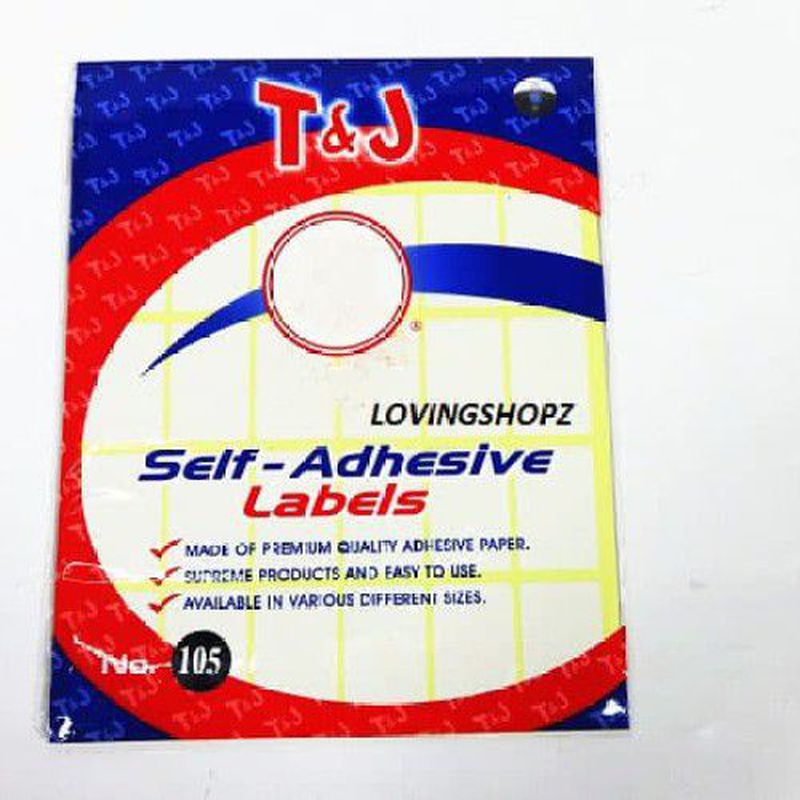 T&J
®
LOVINGSHOPZ
Self-Adhesive
Labels
MADE OF PREMIUM QUALITY ADHESIVE PAPER.
SUPREME PRODUCTS AND EASY TO USE.
AVAILABLE IN VARIOUS DIFFERENT SIZES.
No. 105